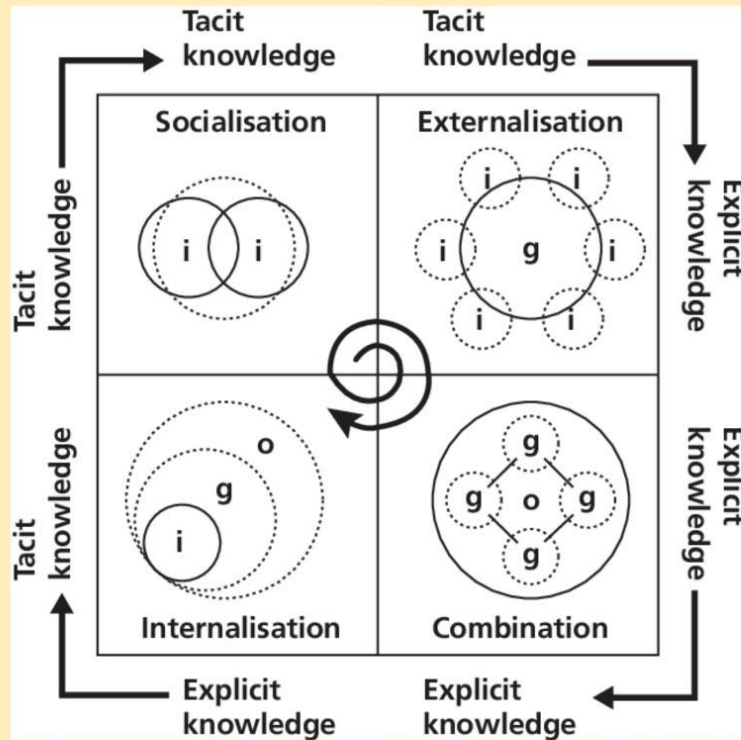 Tacit
knowledge
Tacit
knowledge
Socialisation
Externalisation
Tacit
knowledge
i
i
i
i
i
g
i
i
i
Explicit
knowledge
Tacit
knowledge
o
g
i
g
g
o
g
g
Explicit
knowledge
Internalisation
Combination
Explicit
knowledge
Explicit
knowledge